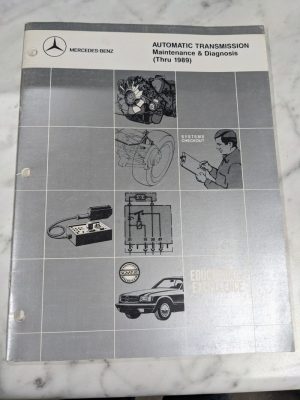 MERCEDES-BENZ
AUTOMATIC TRANSMISSION
Maintenance & Diagnosis
(Thru 1989)
SYSTEMS
CHECKOUT